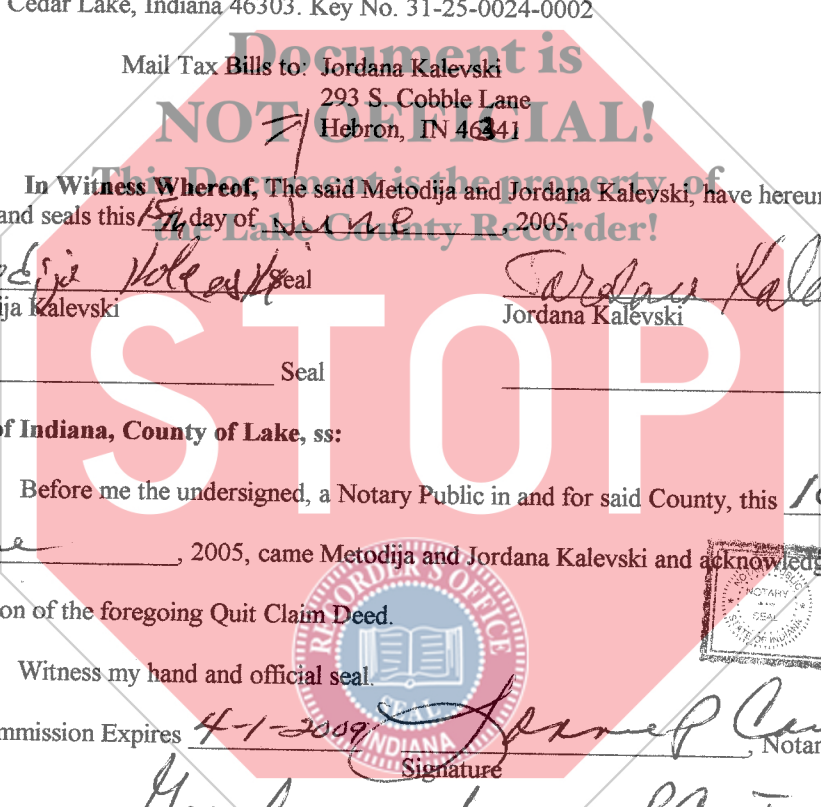 Cedar Lake, Indiana 46303. Key No. 31-25-0024-0002
Document is
Mail Tax Bills to: Jordana Kalevski
293 S. Cobble Lane
NOT OFFICIAL!
Hebron, IN 46341
This Document is the property of
In Witness Whereof, The said Metodija and Jordana Kalevski, have hereun
and seals this 15th day of June, 2005.
the Lake County Recorder!
Seal
ija Kalevski
Jordana Kalevski
STOP
Seal
of Indiana, County of Lake, ss:
Before me the undersigned, a Notary Public in and for said County, this
, 2005, came Metodija and Jordana Kalevski and acknowledg
NOTARY PUBLIC
NOTARY
SEAL
STATE OF INDIANA
on of the foregoing Quit Claim Deed.
RECORDER'S OFFICE
Witness my hand and official seal.
SEAL
INDIANA
mmission Expires 4-1-2009
, Notar
Signature